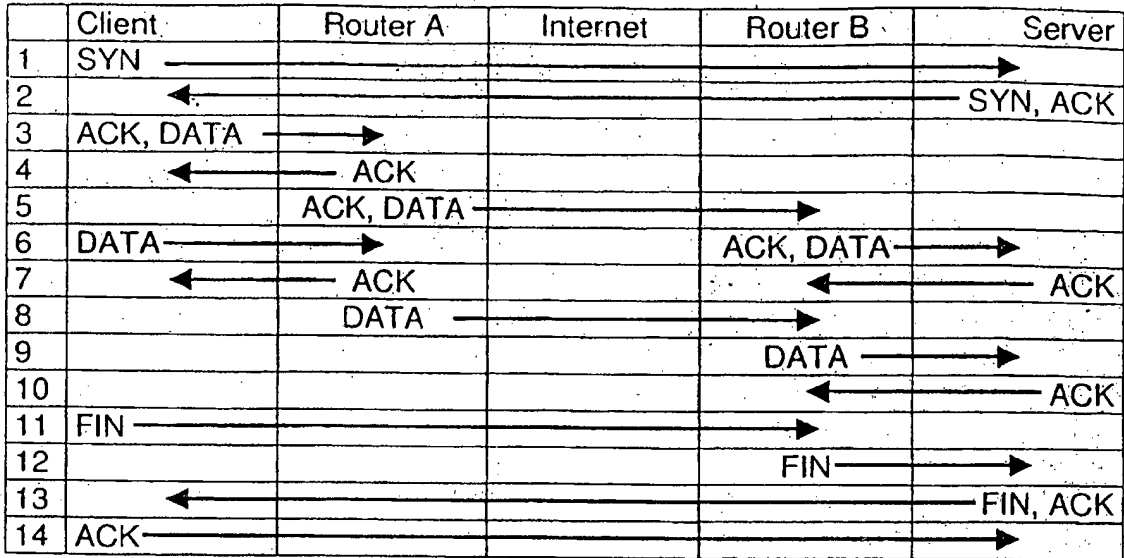 Client Router A Internet Router B Server
1 SYN
2 SYN, ACK
3 ACK, DATA
4 ACK
5 ACK, DATA
6 DATA ACK, DATA
7 ACK ACK
8 DATA
9 DATA
10 ACK
11 FIN
12 FIN
13 FIN, ACK
14 ACK